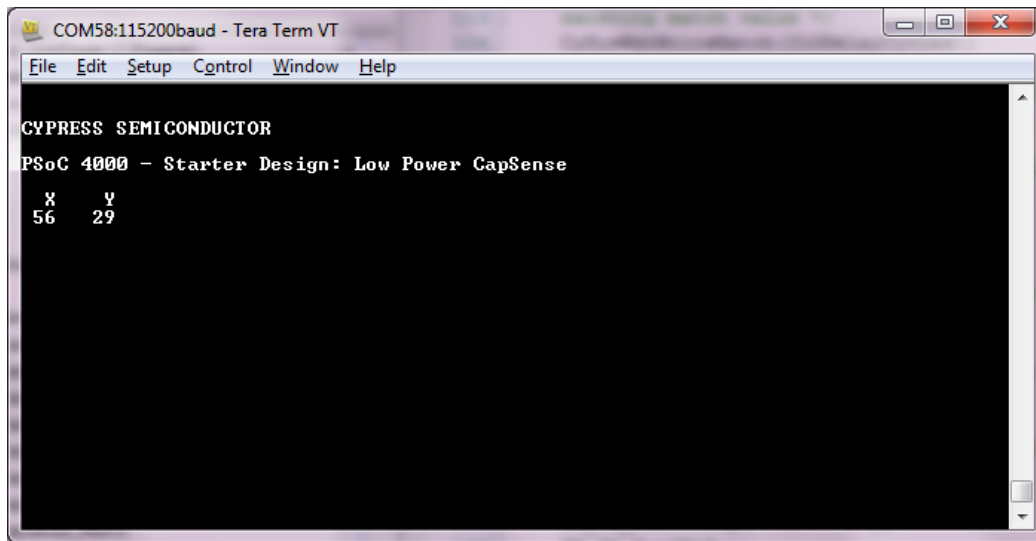 COM58:115200baud - Tera Term VT
File Edit Setup Control Window Help
CYPRESS SEMICONDUCTOR
PSoC 4000 - Starter Design: Low Power CapSense
X Y
56 29